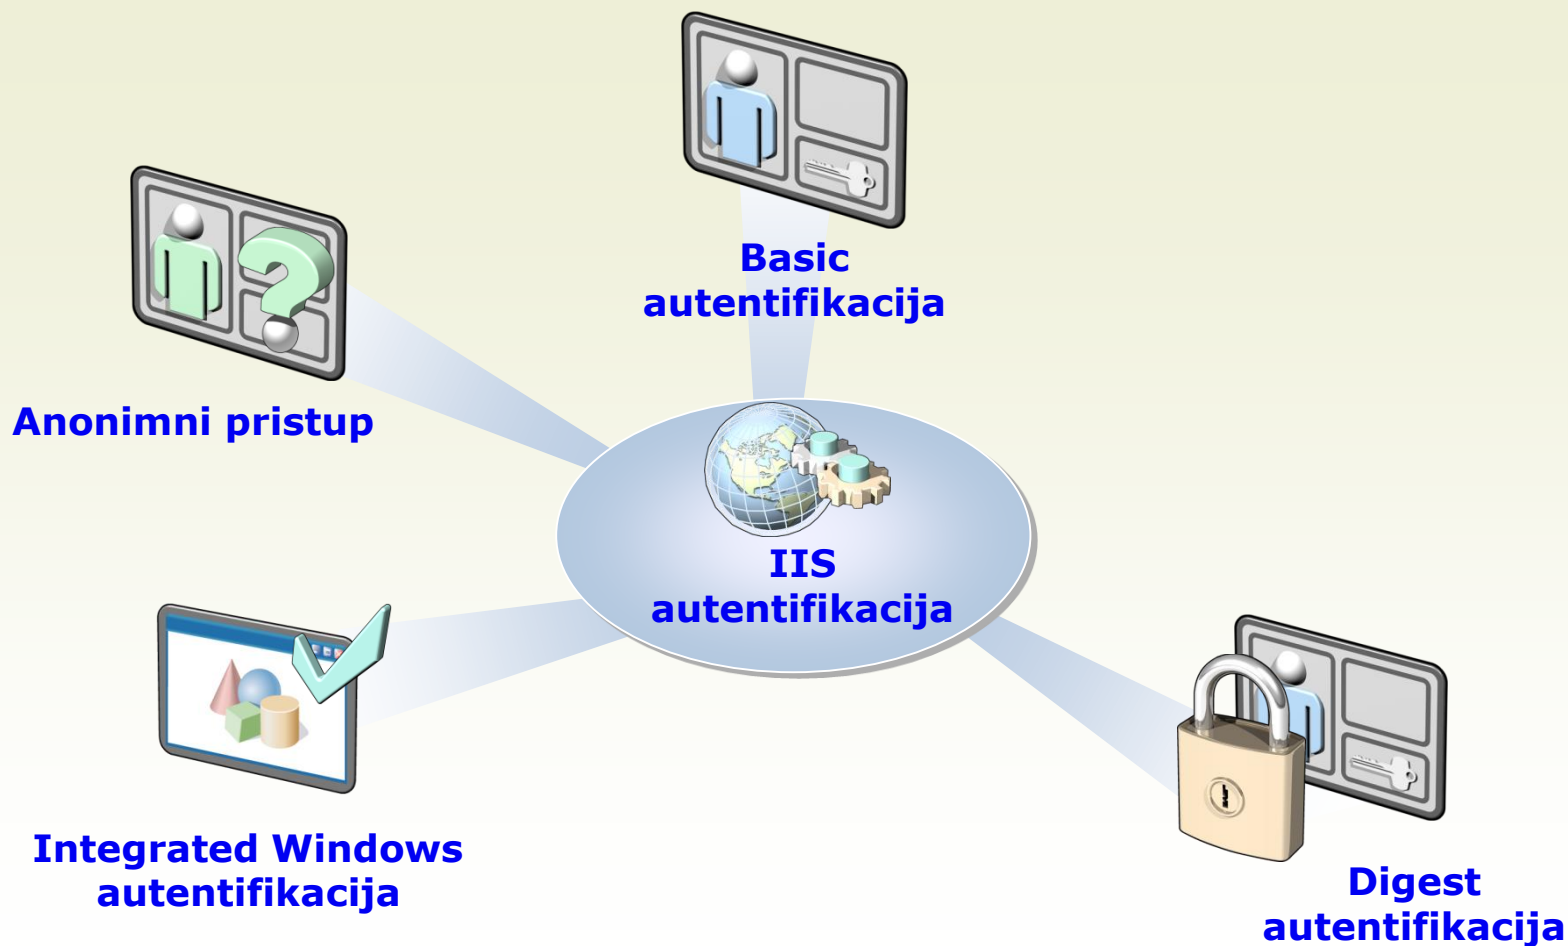 Basic
autentifikacija
Anonimni pristup
IIS
autentifikacija
Integrated Windows
autentifikacija
Digest
autentifikacija